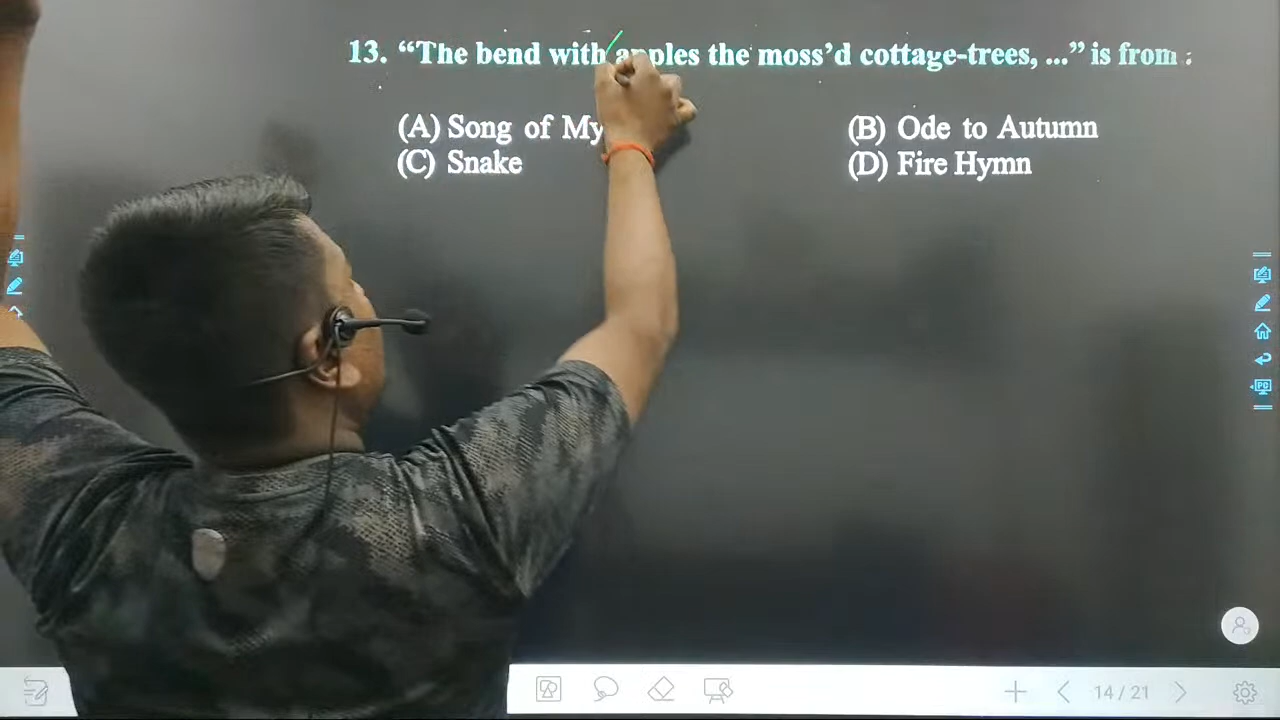 13. “The bend with apples the moss’d cottage-trees, ...” is from :
(A) Song of My (B) Ode to Autumn
(C) Snake (D) Fire Hymn
14 / 21